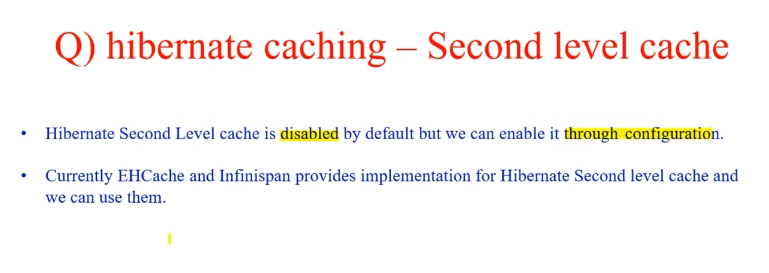 Q) hibernate caching – Second level cache
• Hibernate Second Level cache is disabled by default but we can enable it through configuration.
• Currently EHCache and Infinispan provides implementation for Hibernate Second level cache and
we can use them.